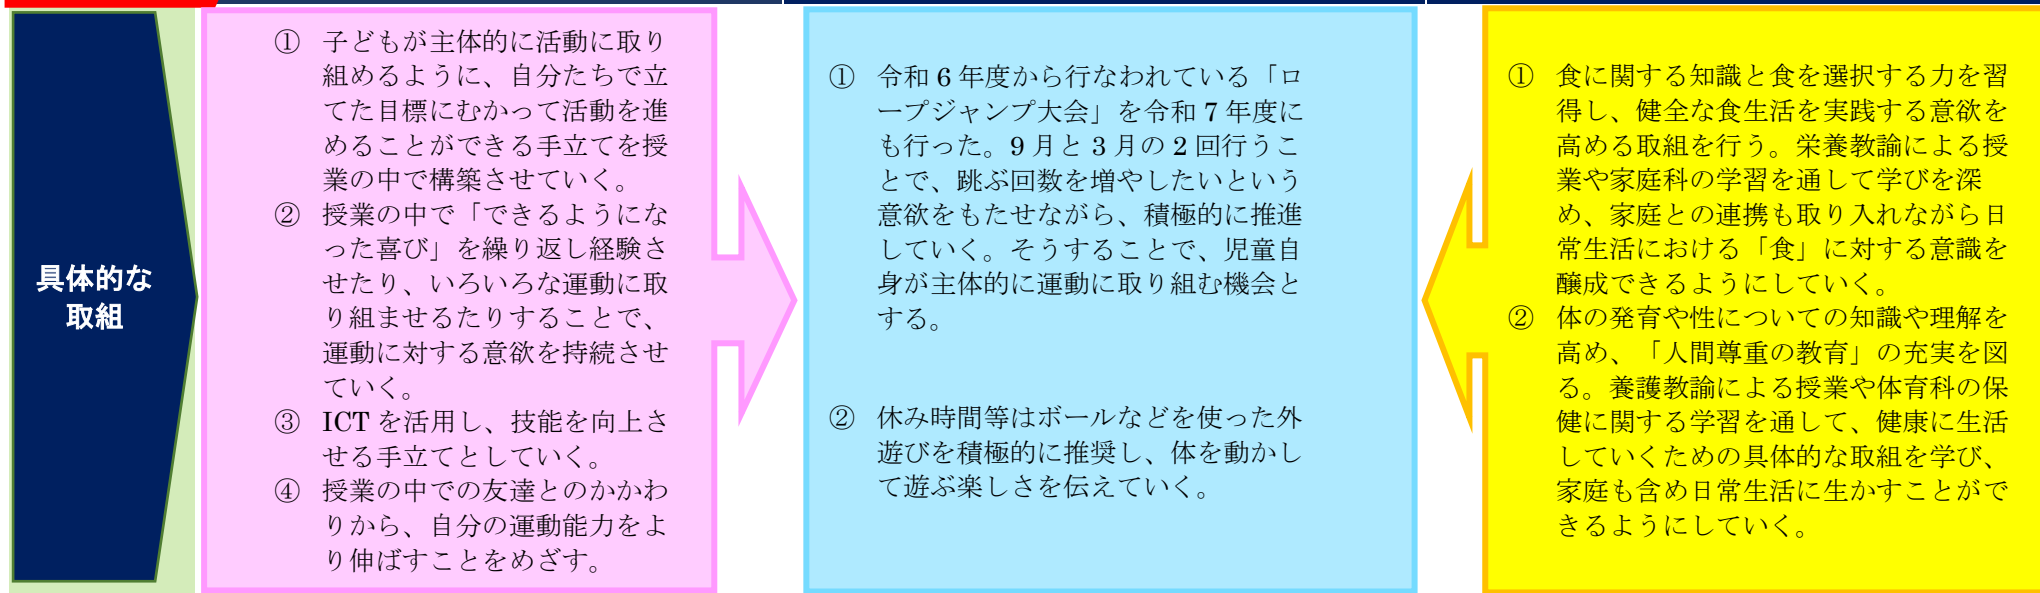 具体的な
取組
① 子どもが主体的に活動に取り
組めるように、自分たちで立
てた目標にむかって活動を進
めることができる手立てを授
業の中で構築させていく。
② 授業の中で「できるようにな
った喜び」を繰り返し経験さ
せたり、いろいろな運動に取
り組ませるたりすることで、
運動に対する意欲を持続させ
ていく。
③ ICT を活用し、技能を向上さ
せる手立てとしていく。
④ 授業の中での友達とのかかわ
りから、自分の運動能力をよ
り伸ばすことをめざす。
① 令和 6 年度から行なわれている「ロ
ープジャンプ大会」を令和 7 年度に
も行った。9 月と 3 月の 2 回行うこ
とで、跳ぶ回数を増やしたいという
意欲をもたせながら、積極的に推進
していく。そうすることで、児童自
身が主体的に運動に取り組む機会と
する。
② 休み時間等はボールなどを使った外
遊びを積極的に推奨し、体を動かし
て遊ぶ楽しさを伝えていく。
① 食に関する知識と食を選択する力を習
得し、健全な食生活を実践する意欲を
高める取組を行う。栄養教諭による授
業や家庭科の学習を通して学びを深
め、家庭との連携も取り入れながら日
常生活における「食」に対する意識を
醸成できるようにしていく。
② 体の発育や性についての知識や理解を
高め、「人間尊重の教育」の充実を図
る。養護教諭による授業や体育科の保
健に関する学習を通して、健康に生活
していくための具体的な取組を学び、
家庭も含め日常生活に生かすことがで
きるようにしていく。